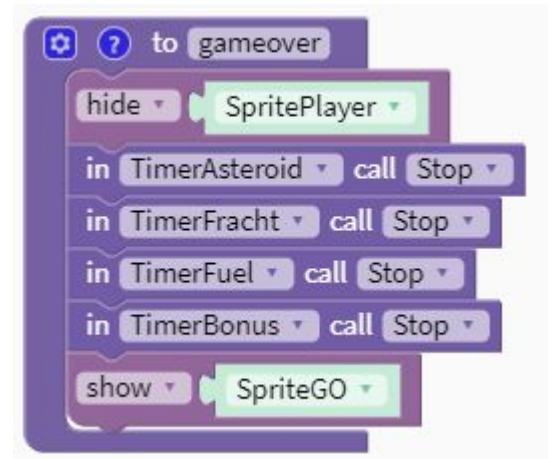 ? to gameover
hide SpritePlayer
in TimerAsteroid call Stop
in TimerFracht call Stop
in TimerFuel call Stop
in TimerBonus call Stop
show SpriteGO